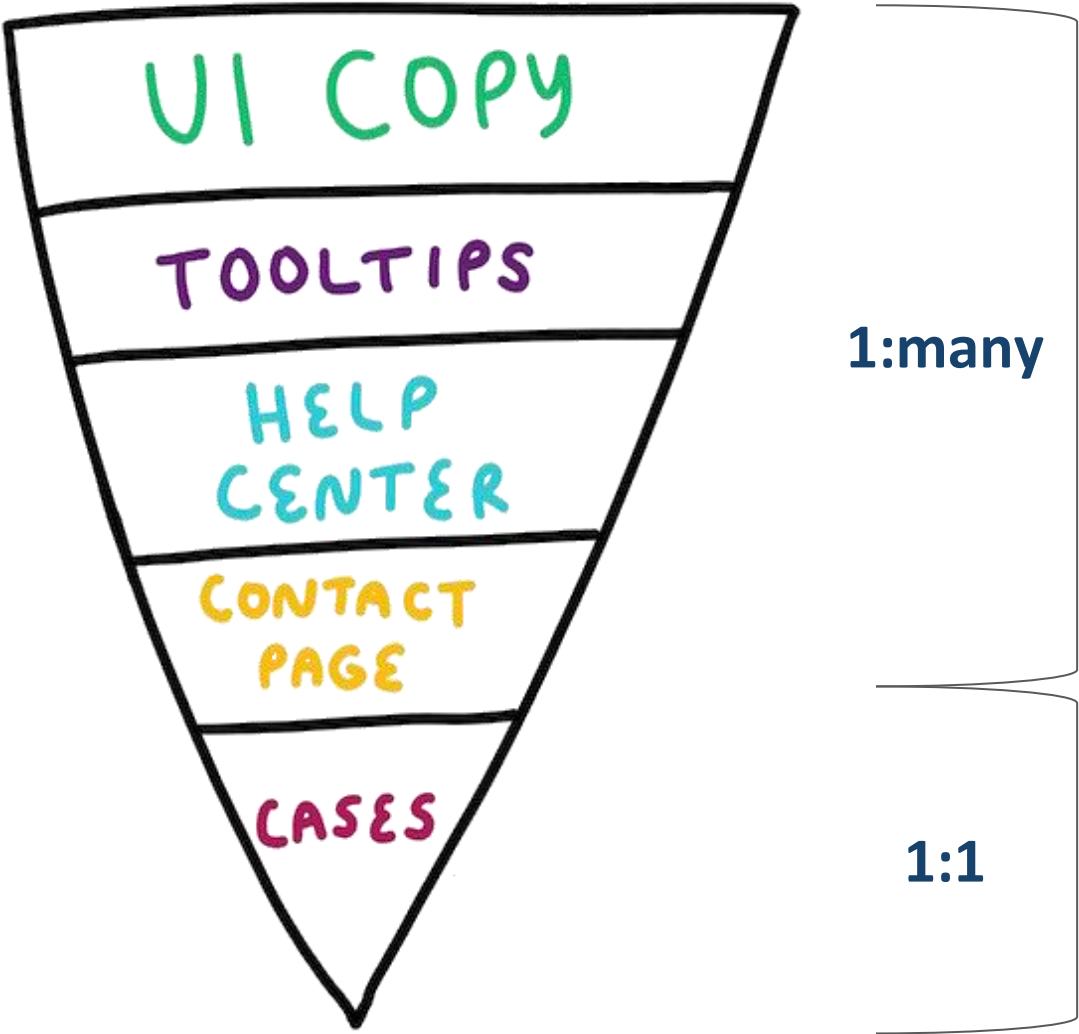 UI COPY
TOOLTIPS
HELP
CENTER
CONTACT
PAGE
CASES
1:many
1:1